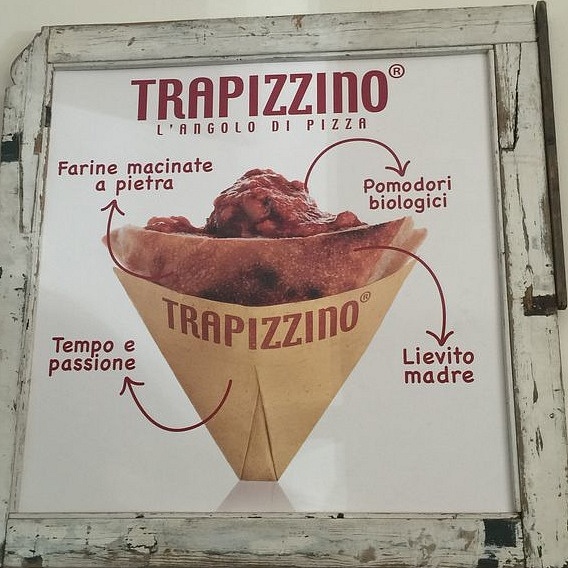 TRAPIZZINO®
L'ANGOLO DI PIZZA
Farine macinate
a pietra
Pomodori
biologici
TRAPIZZINO®
Tempo e
passione
Lievito
madre